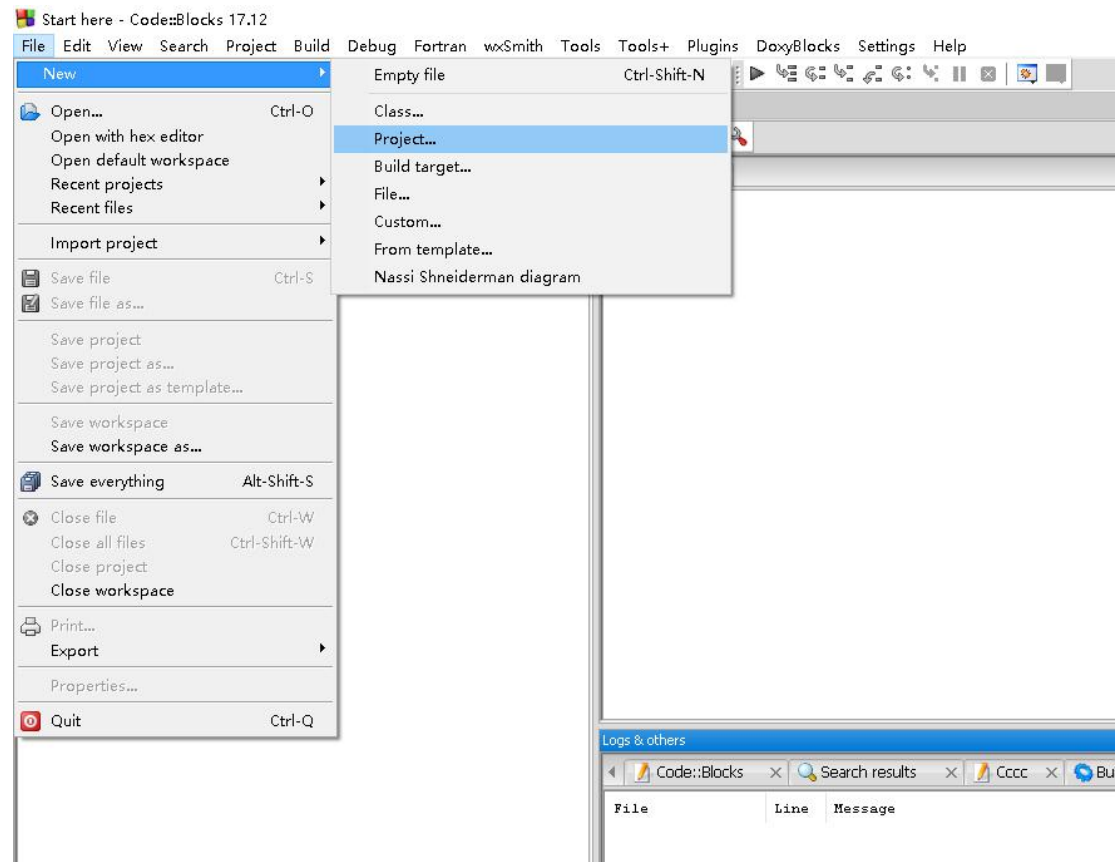 Start here - Code::Blocks 17.12
File Edit View Search Project Build Debug Fortran wxSmith Tools Tools+ Plugins DoxyBlocks Settings Help
New
Open... Ctrl-O
Open with hex editor
Open default workspace
Recent projects
Recent files
Import project
Save file Ctrl-S
Save file as...
Save project
Save project as...
Save project as template...
Save workspace
Save workspace as...
Save everything Alt-Shift-S
Close file Ctrl-W
Close all files Ctrl-Shift-W
Close project
Close workspace
Print...
Export
Properties...
Quit Ctrl-Q
Empty file Ctrl-Shift-N
Class...
Project...
Build target...
File...
Custom...
From template...
Nassi Shneiderman diagram
Logs & others
Code::Blocks Search results Cccc Bu
File Line Message